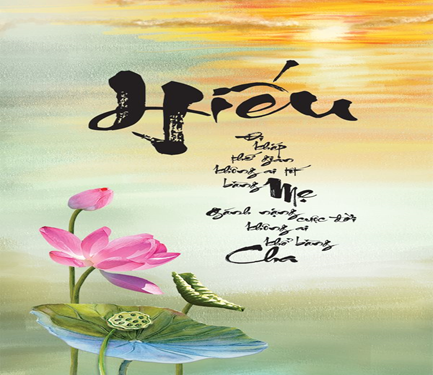 Hiếu
Đi
khắp
thế gian
không ai tốt
bằng Mẹ
Gánh nặng cuộc đời
không ai
khổ bằng
Cha